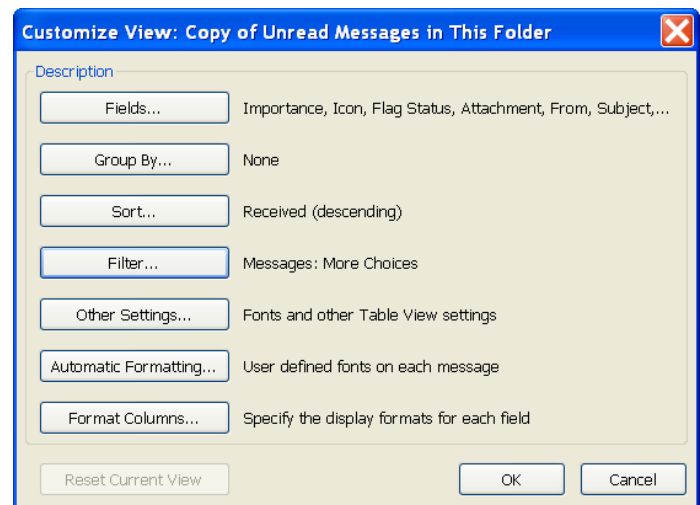 Customize View: Copy of Unread Messages in This Folder
Description
Fields... Importance, Icon, Flag Status, Attachment, From, Subject,...
Group By... None
Sort... Received (descending)
Filter... Messages: More Choices
Other Settings... Fonts and other Table View settings
Automatic Formatting... User defined fonts on each message
Format Columns... Specify the display formats for each field
Reset Current View OK Cancel